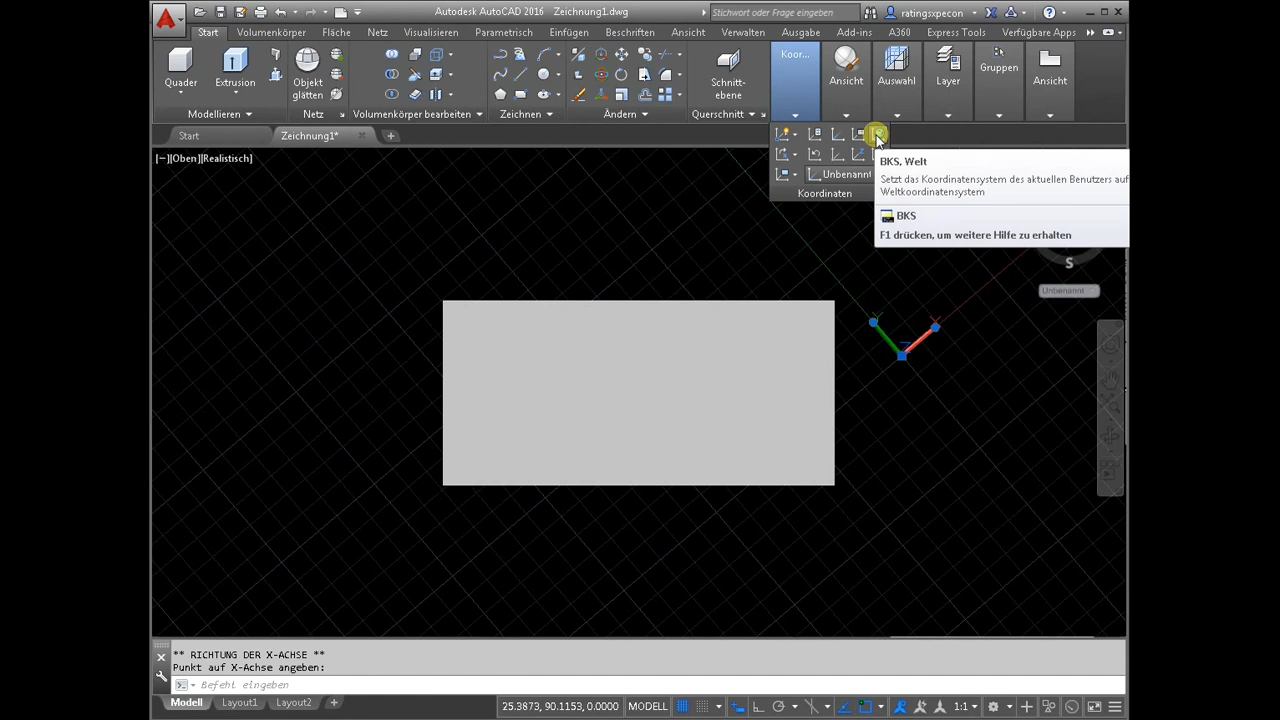 Autodesk AutoCAD 2016 Zeichnung1.dwg
Stichwort oder Frage eingeben
ratingsxpecon
Start Volumenkörper Fläche Netz Visualisieren Parametrisch Einfügen Beschriften Ansicht Verwalten Ausgabe Add-ins A360 Express Tools Verfügbare Apps
Quader Extrusion Objekt glätten Schnitt-ebene Koor... Ansicht Auswahl Layer Gruppen Ansicht
Modellieren Netz Volumenkörper bearbeiten Zeichnen Ändern Querschnitt
Start Zeichnung1* +
[−][Oben][Realistisch]
BKS, Welt
Unbenannt
Setzt das Koordinatensystem des aktuellen Benutzers auf
Weltkoordinatensystem
Koordinaten
BKS
F1 drücken, um weitere Hilfe zu erhalten
S
Unbenannt
Y X
Z
** RICHTUNG DER X-ACHSE **
Punkt auf X-Achse angeben:
Befehl eingeben
Modell Layout1 Layout2 +
25.3873, 90.1153, 0.0000 MODELL 1:1